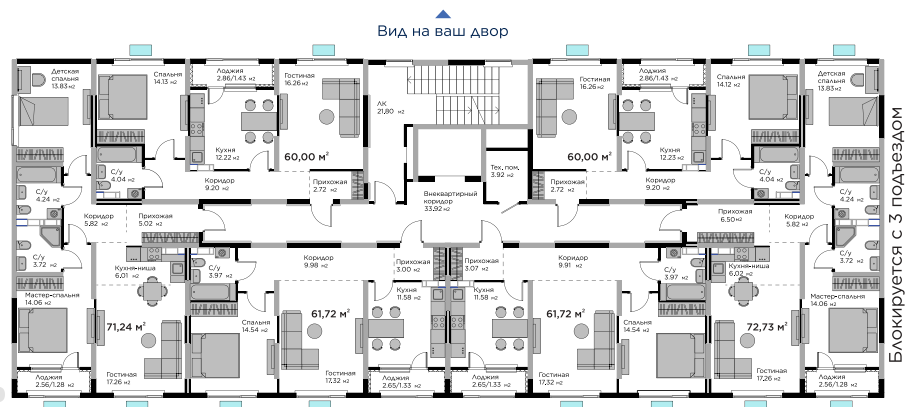 Вид на ваш двор
Детская
спальня
13.83 м2
Спальня
14.13 м2
Лоджия
2.86/1.43 м2
Гостиная
16.26 м2
ЛК
21,80 м2
Гостиная
16.26 м2
Лоджия
2.86/1.43 м2
Спальня
14.12 м2
Детская
спальня
13.83 м2
Кухня
12.22 м2
60,00 м²
Тех. пом.
3.92 м2
60,00 м²
Кухня
12.23 м2
С/у
4.24 м2
С/у
4.04 м2
Коридор
9.20 м2
Прихожая
2.72 м2
Внеквартирный
коридор
33,92 м2
Прихожая
2.72 м2
Коридор
9.20 м2
С/у
4.04 м2
С/у
4.24 м2
Коридор
5.82 м2
Прихожая
5.02 м2
Прихожая
6.50 м2
Коридор
5.82 м2
С/у
3.72 м2
Кухня-ниша
6,01 м2
С/у
3.97 м2
Коридор
9.98 м2
Прихожая
3.00 м2
Прихожая
3.07 м2
Коридор
9.91 м2
С/у
3.97 м2
Кухня-ниша
6,02 м2
С/у
3.72 м2
Мастер-спальня
14.06 м2
Кухня
11.58 м2
Кухня
11.58 м2
Мастер-спальня
14.06 м2
71,24 м²
Спальня
14.54 м2
61,72 м²
61,72 м²
Спальня
14.54 м2
72,73 м²
Лоджия
2.56/1.28 м2
Гостиная
17.26 м2
Гостиная
17.32 м2
Лоджия
2.65/1.33 м2
Лоджия
2.65/1.33 м2
Гостиная
17.32 м2
Гостиная
17.26 м2
Лоджия
2.56/1.28 м2
Блокируется с 3 подъездом